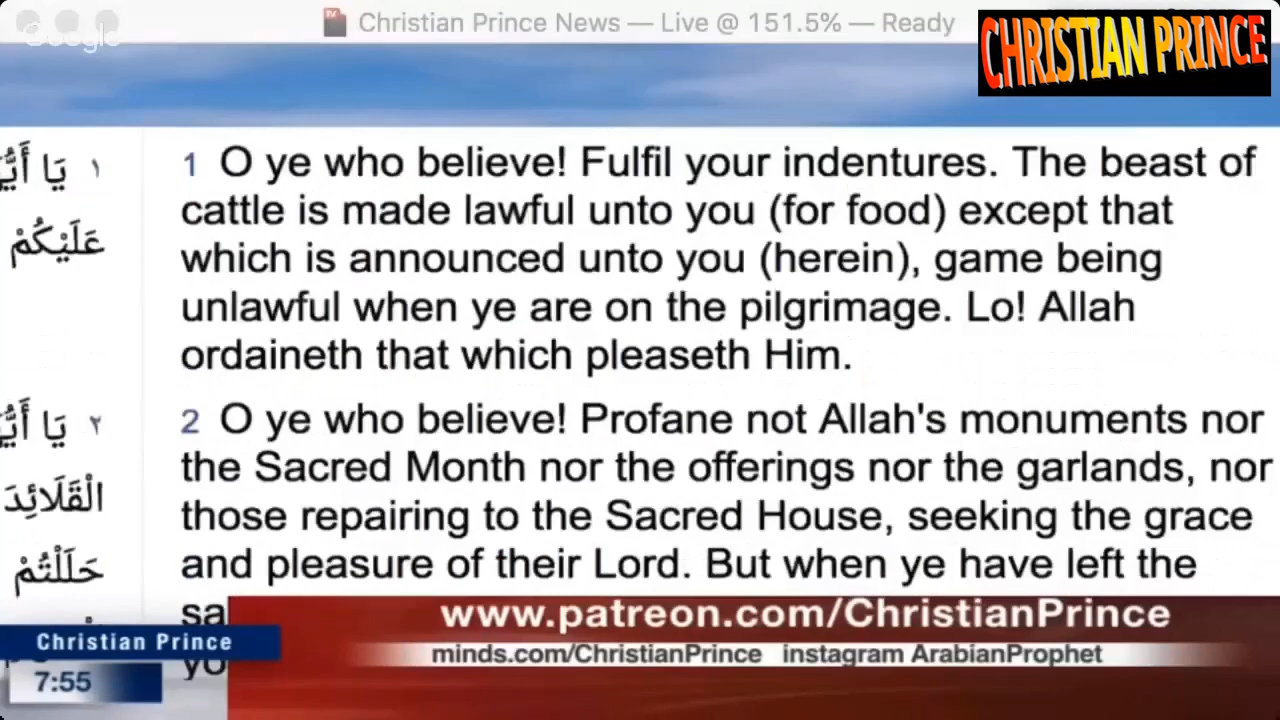 Christian Prince News — Live @ 151.5% — Ready
Google
CHRISTIAN PRINCE
1 O ye who believe! Fulfil your indentures. The beast of
cattle is made lawful unto you (for food) except that
which is announced unto you (herein), game being
unlawful when ye are on the pilgrimage. Lo! Allah
ordaineth that which pleaseth Him.
١ يَا
عَلَيْكُمْ
2 O ye who believe! Profane not Allah's monuments nor
the Sacred Month nor the offerings nor the garlands, nor
those repairing to the Sacred House, seeking the grace
and pleasure of their Lord. But when ye have left the
٢ يَا
الْقَلَائِدَ
حَلَلْتُمْ
www.patreon.com/ChristianPrince
minds.com/ChristianPrince instagram ArabianProphet
Christian Prince
7:55